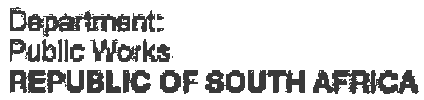 Department:
Public Works
REPUBLIC OF SOUTH AFRICA